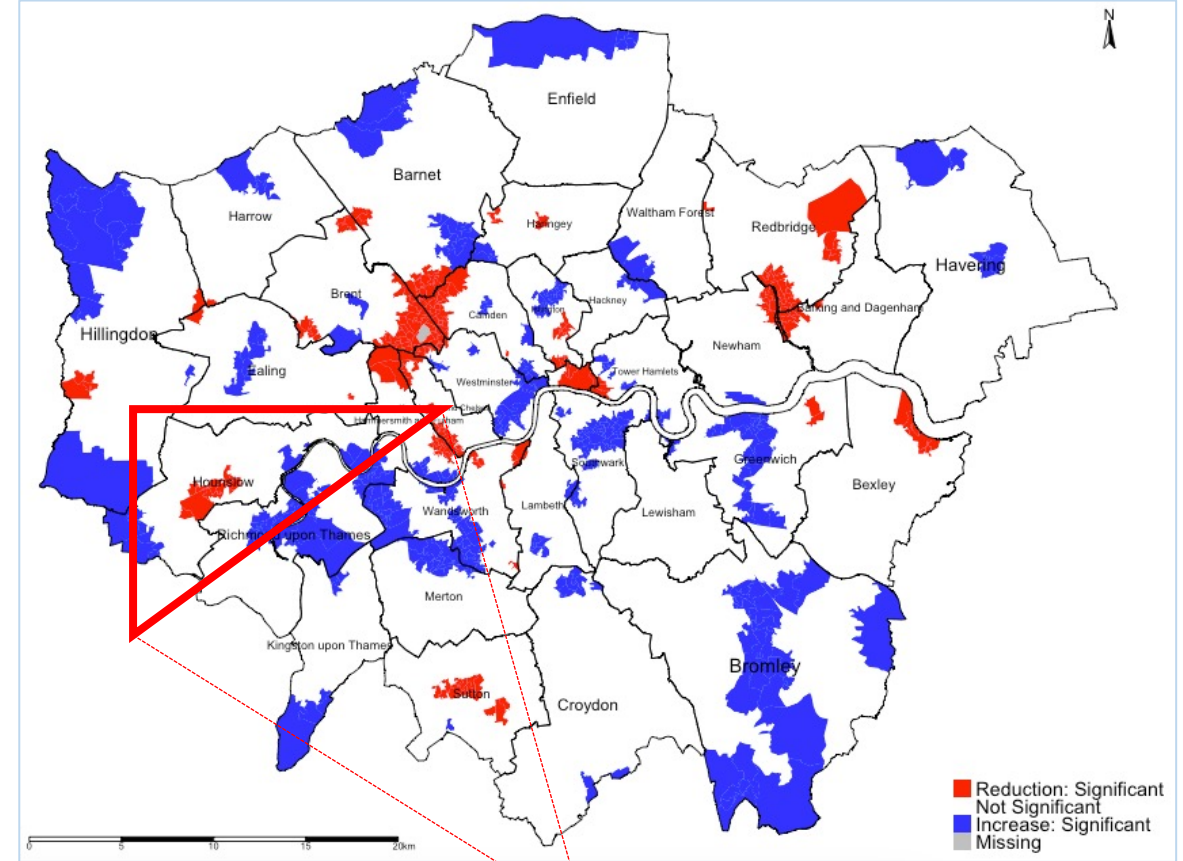 N
Enfield
Barnet
Harrow
Haringey
Waltham Forest
Redbridge
Havering
Brent
Camden
Hackney
Hillingdon
Barking and Dagenham
Newham
Ealing
Westminster
Tower Hamlets
Hounslow
Southwark
Greenwich
Bexley
Richmond upon Thames
Wandsworth
Lambeth
Lewisham
Merton
Kingston upon Thames
Bromley
Sutton
Croydon
Reduction: Significant
Not Significant
Increase: Significant
Missing
0 5 10 15 20km